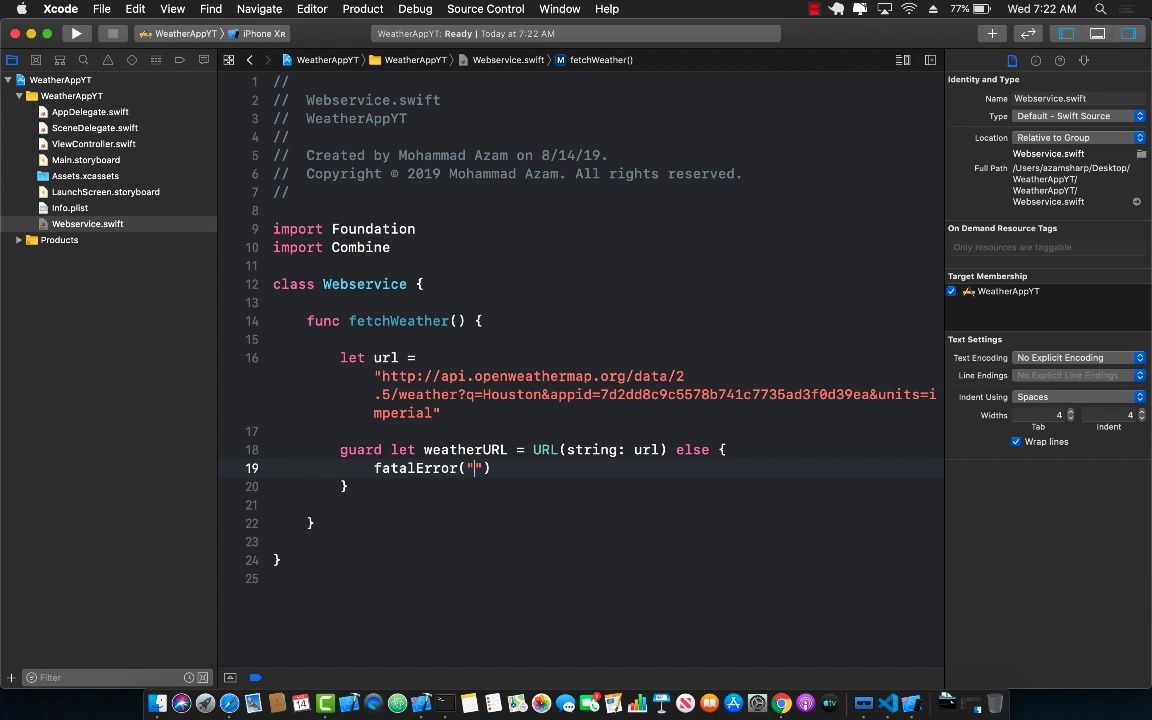 Xcode File Edit View Find Navigate Editor Product Debug Source Control Window Help 77% Wed 7:22 AM
WeatherAppYT iPhone Xʀ WeatherAppYT: Ready | Today at 7:22 AM
WeatherAppYT WeatherAppYT Webservice.swift M fetchWeather()
WeatherAppYT
WeatherAppYT
AppDelegate.swift
SceneDelegate.swift
ViewController.swift
Main.storyboard
Assets.xcassets
LaunchScreen.storyboard
Info.plist
Webservice.swift
Products
Filter
1 //
2 // Webservice.swift
3 // WeatherAppYT
4 //
5 // Created by Mohammad Azam on 8/14/19.
6 // Copyright © 2019 Mohammad Azam. All rights reserved.
7 //
8
9 import Foundation
10 import Combine
11
12 class Webservice {
13
14 func fetchWeather() {
15
16 let url =
"http://api.openweathermap.org/data/2
.5/weather?q=Houston&appid=7d2dd8c9c5578b741c7735ad3f0d39ea&units=i
mperial"
17
18 guard let weatherURL = URL(string: url) else {
19 fatalError("")
20 }
21
22 }
23
24 }
25
Identity and Type
Name Webservice.swift
Type Default - Swift Source
Location Relative to Group
Webservice.swift
Full Path /Users/azamsharp/Desktop/
WeatherAppYT/
WeatherAppYT/
Webservice.swift
On Demand Resource Tags
Only resources are taggable
Target Membership
WeatherAppYT
Text Settings
Text Encoding No Explicit Encoding
Line Endings No Explicit Line Endings
Indent Using Spaces
Widths 4 4
Tab Indent
Wrap lines